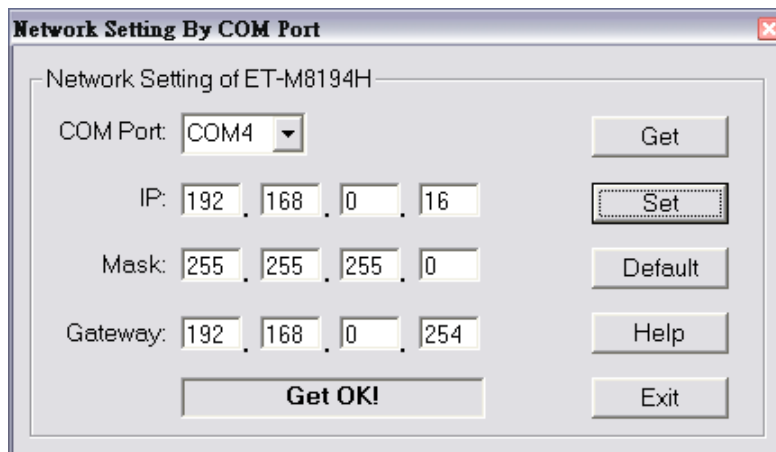 Network Setting By COM Port
Network Setting of ET-M8194H
COM Port: COM4 Get
IP: 192 . 168 . 0 . 16 Set
Mask: 255 . 255 . 255 . 0 Default
Gateway: 192 . 168 . 0 . 254 Help
Get OK! Exit